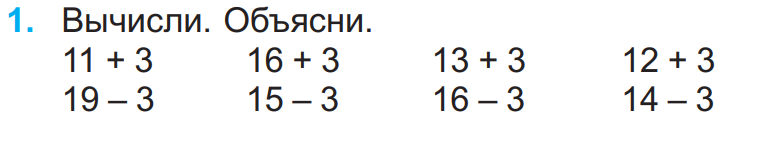 1. Вычисли. Объясни.
11 + 3 16 + 3 13 + 3 12 + 3
19 – 3 15 – 3 16 – 3 14 – 3